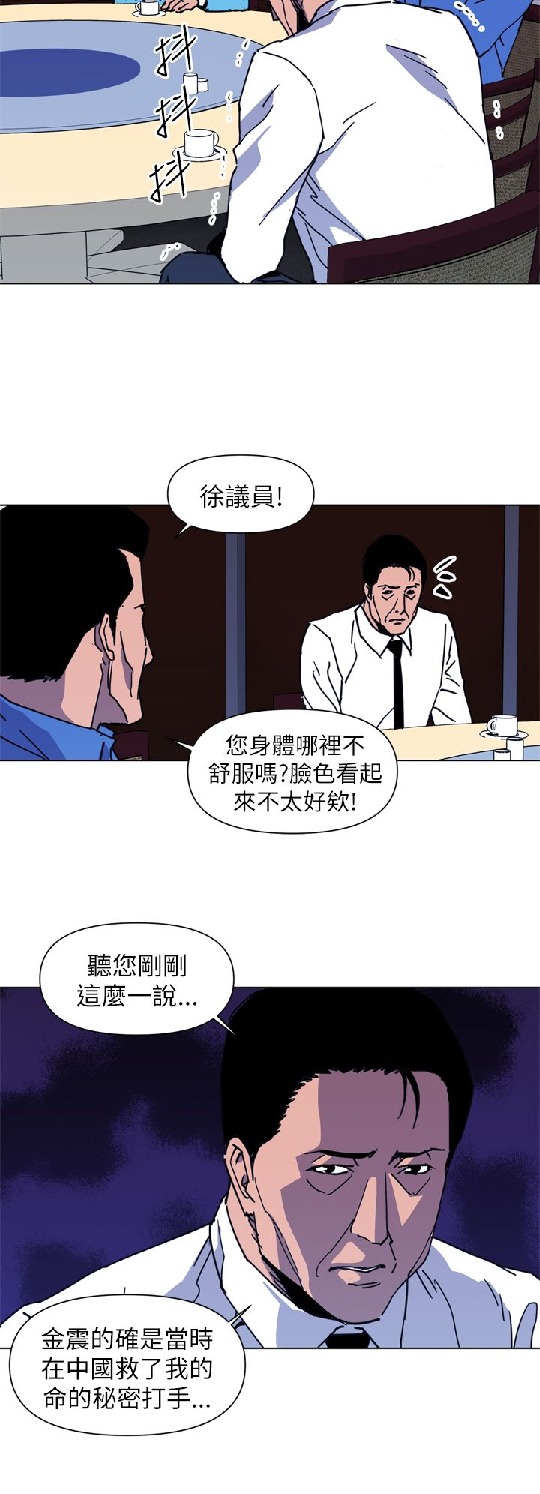 抖
抖
抖
徐議員!
您身體哪裡不
舒服嗎?臉色看起
來不太好欸!
聽您剛剛
這麼一說...
金震的確是當時
在中國救了我的
命的秘密打手...